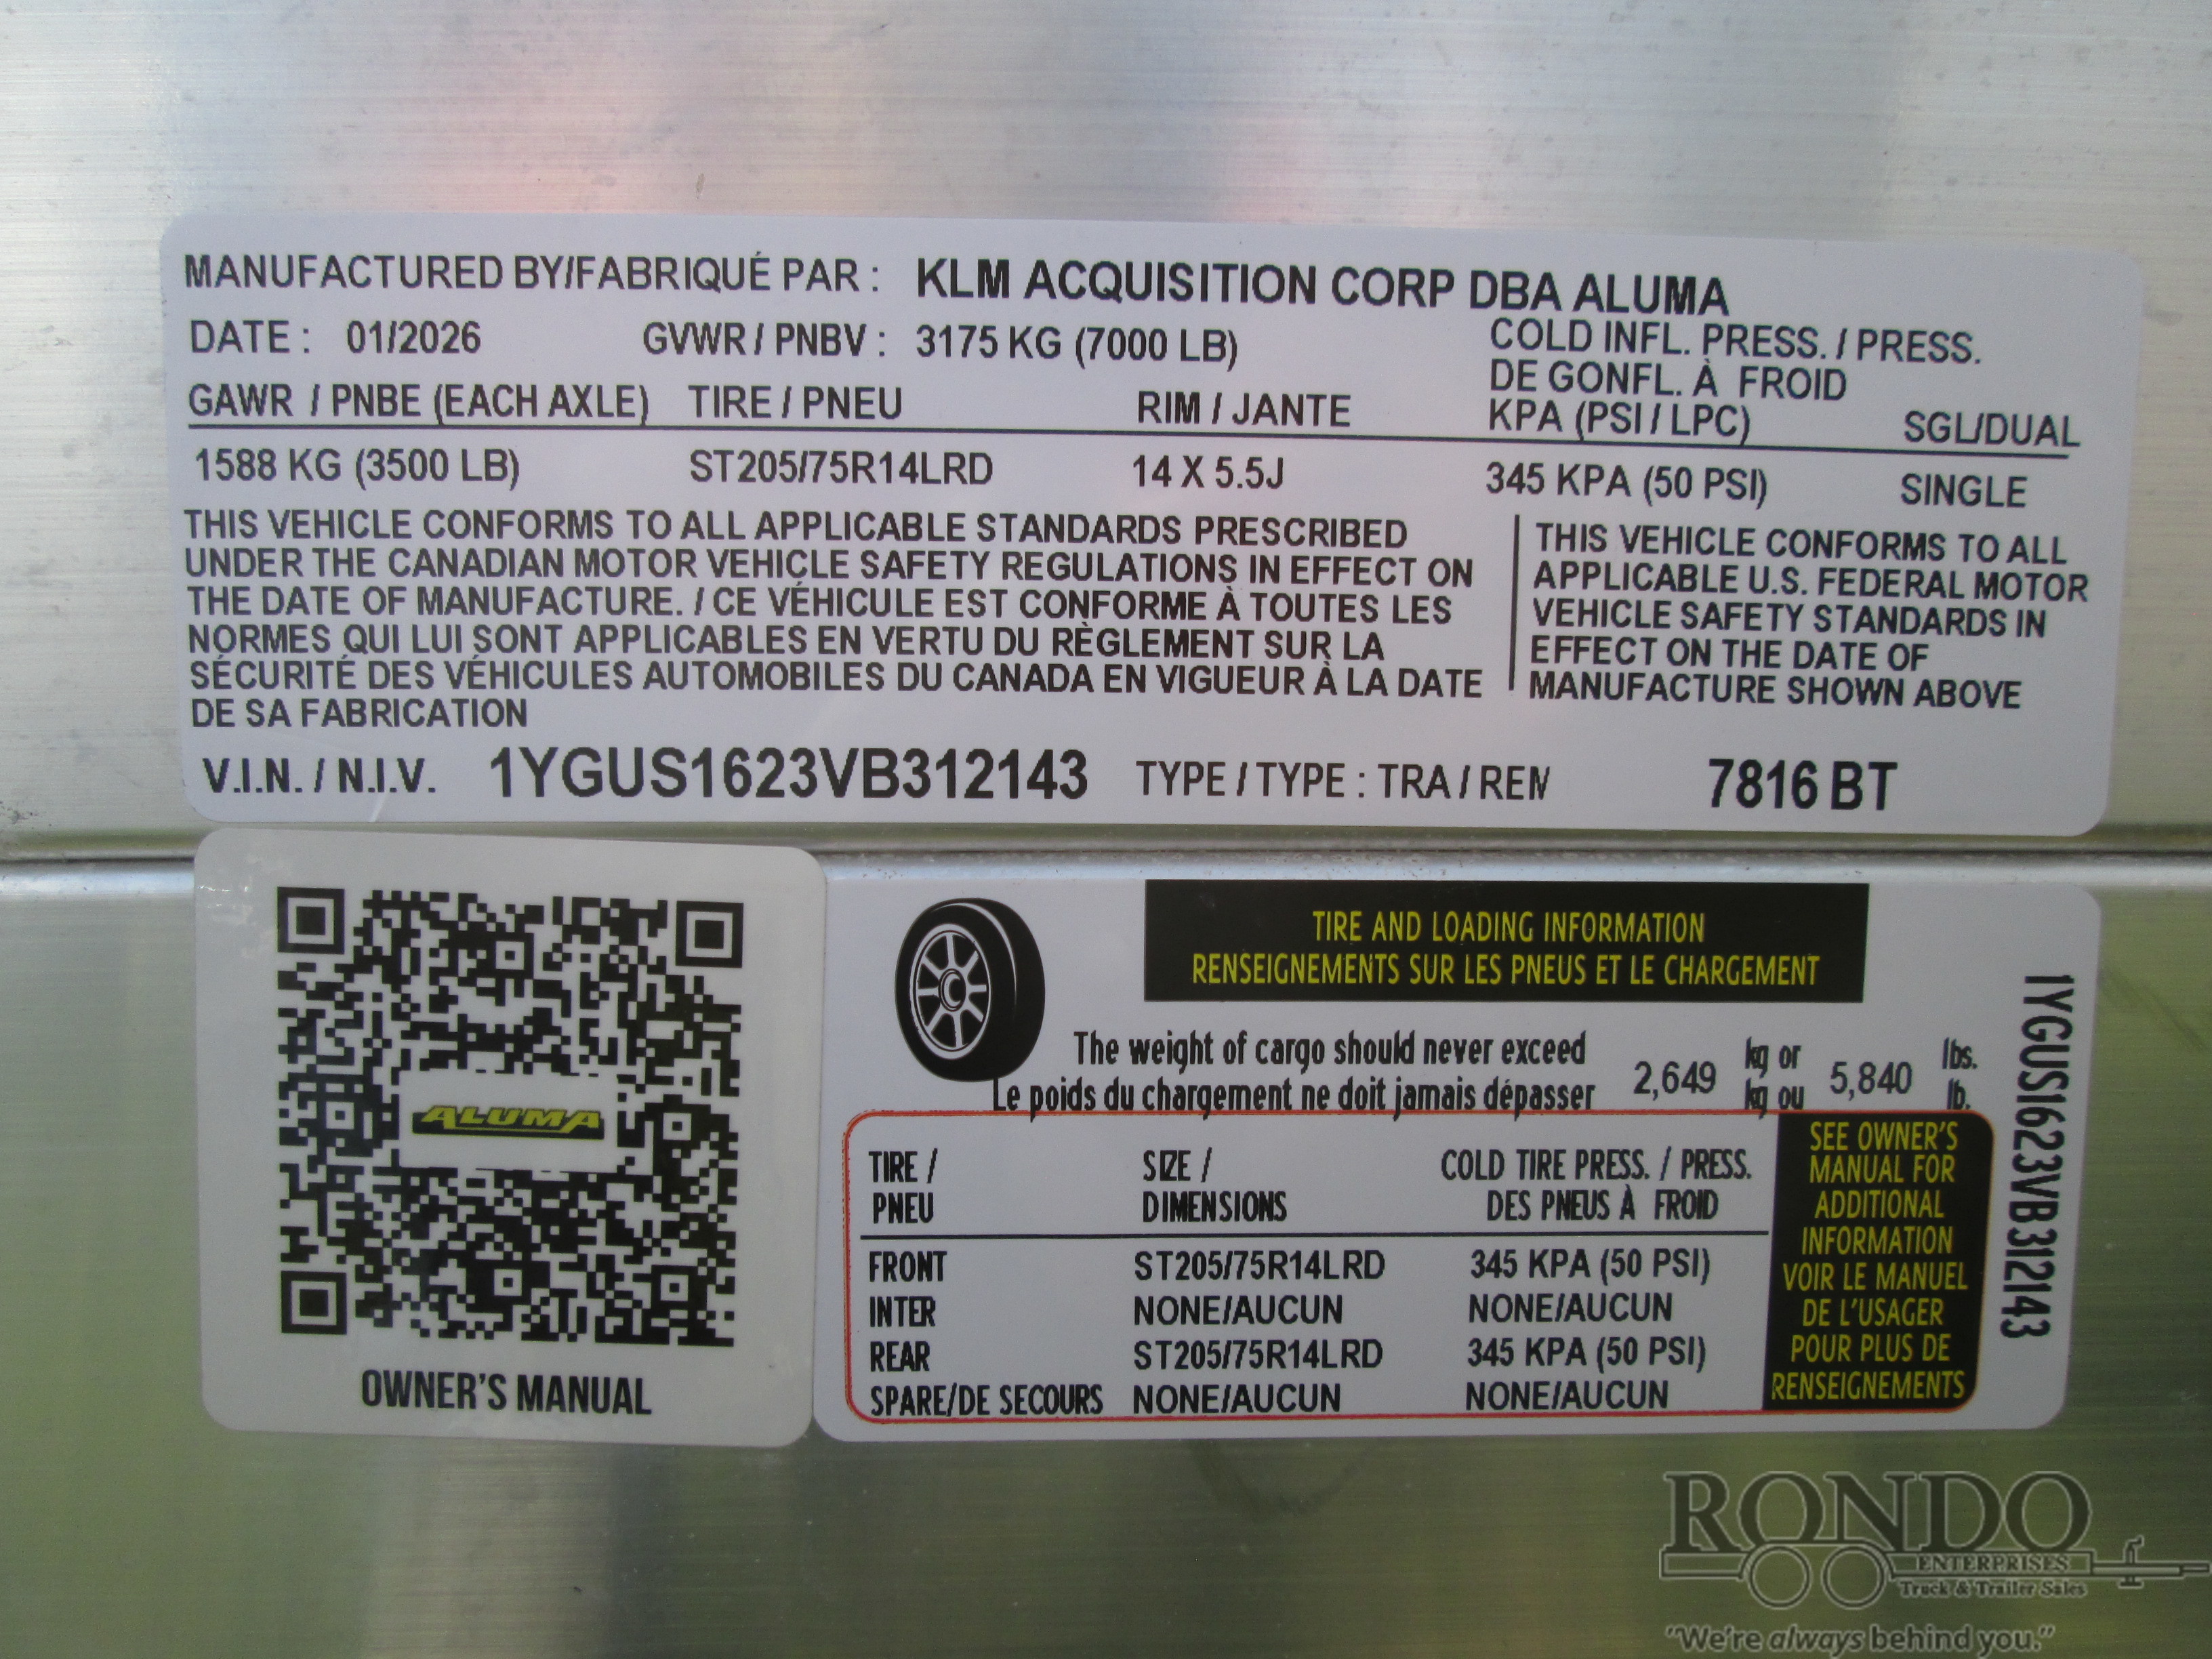 MANUFACTURED BY/FABRIQUÉ PAR : KLM ACQUISITION CORP DBA ALUMA
DATE : 01/2026 GVWR / PNBV : 3175 KG (7000 LB)
COLD INFL. PRESS. / PRESS.
DE GONFL. À FROID
GAWR / PNBE (EACH AXLE) TIRE / PNEU RIM / JANTE KPA (PSI / LPC) SGL/DUAL
1588 KG (3500 LB) ST205/75R14LRD 14 X 5.5J 345 KPA (50 PSI) SINGLE
THIS VEHICLE CONFORMS TO ALL APPLICABLE STANDARDS PRESCRIBED
UNDER THE CANADIAN MOTOR VEHICLE SAFETY REGULATIONS IN EFFECT ON
THE DATE OF MANUFACTURE. / CE VÉHICULE EST CONFORME À TOUTES LES
NORMES QUI LUI SONT APPLICABLES EN VERTU DU RÈGLEMENT SUR LA
SÉCURITÉ DES VÉHICULES AUTOMOBILES DU CANADA EN VIGUEUR À LA DATE
DE SA FABRICATION
THIS VEHICLE CONFORMS TO ALL
APPLICABLE U.S. FEDERAL MOTOR
VEHICLE SAFETY STANDARDS IN
EFFECT ON THE DATE OF
MANUFACTURE SHOWN ABOVE
V.I.N. / N.I.V. 1YGUS1623VB312143 TYPE / TYPE : TRA / REM 7816 BT
ALUMA
OWNER'S MANUAL
TIRE AND LOADING INFORMATION
RENSEIGNEMENTS SUR LES PNEUS ET LE CHARGEMENT
The weight of cargo should never exceed
Le poids du chargement ne doit jamais dépasser
2,649 kg or 5,840 lbs.
kg ou lb.
TIRE / SIZE / COLD TIRE PRESS. / PRESS.
PNEU DIMENSIONS DES PNEUS À FROID
FRONT ST205/75R14LRD 345 KPA (50 PSI)
INTER NONE/AUCUN NONE/AUCUN
REAR ST205/75R14LRD 345 KPA (50 PSI)
SPARE/DE SECOURS NONE/AUCUN NONE/AUCUN
SEE OWNER'S
MANUAL FOR
ADDITIONAL
INFORMATION
VOIR LE MANUEL
DE L'USAGER
POUR PLUS DE
RENSEIGNEMENTS
1YGUS1623VB312143
RONDO
ENTERPRISES
Truck & Trailer Sales
"We're always behind you."